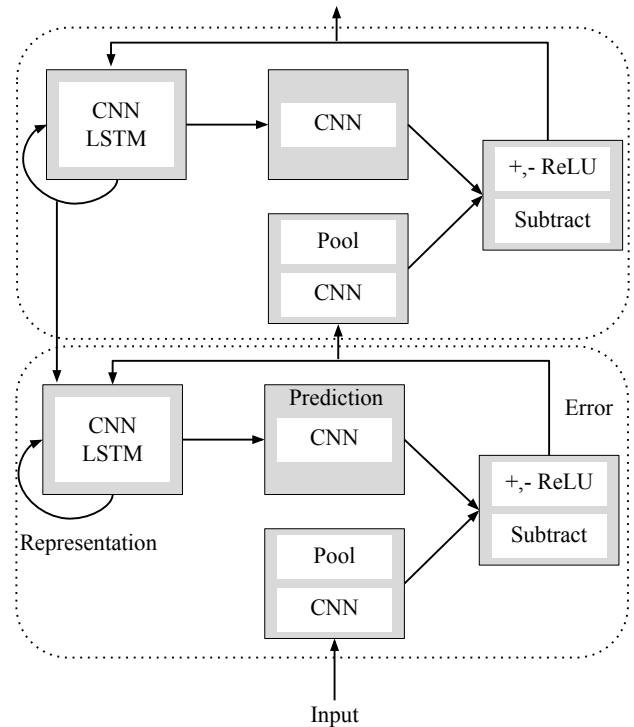 CNN
LSTM
CNN
+,- ReLU
Subtract
Pool
CNN
Prediction
CNN
LSTM
CNN
Error
+,- ReLU
Subtract
Representation
Pool
CNN
Input